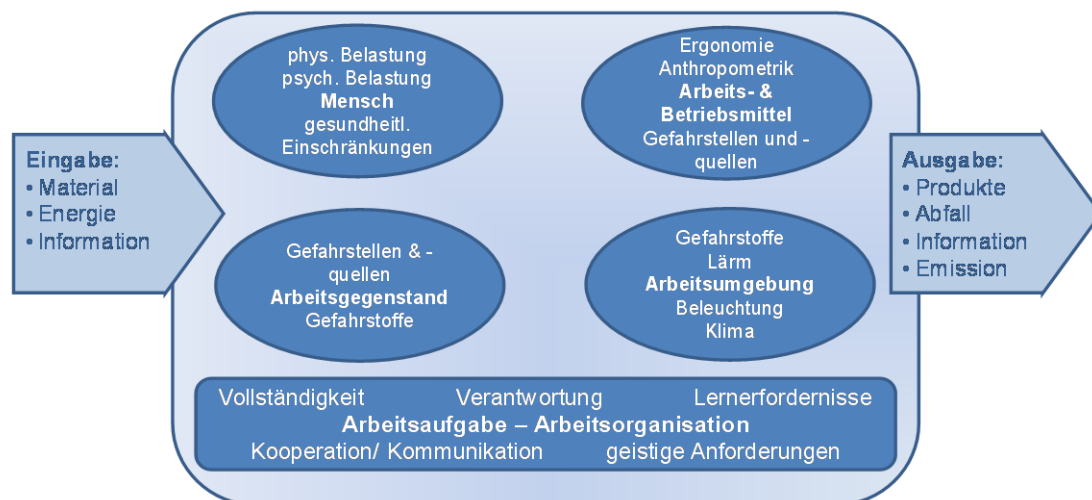 Eingabe:
• Material
• Energie
• Information
phys. Belastung
psych. Belastung
Mensch
gesundheitl.
Einschränkungen
Ergonomie
Anthropometrik
Arbeits- &
Betriebsmittel
Gefahrstellen und -
quellen
Gefahrstellen & -
quellen
Arbeitsgegenstand
Gefahrstoffe
Gefahrstoffe
Lärm
Arbeitsumgebung
Beleuchtung
Klima
Vollständigkeit Verantwortung Lernerfordernisse
Arbeitsaufgabe – Arbeitsorganisation
Kooperation/ Kommunikation geistige Anforderungen
Ausgabe:
• Produkte
• Abfall
• Information
• Emission